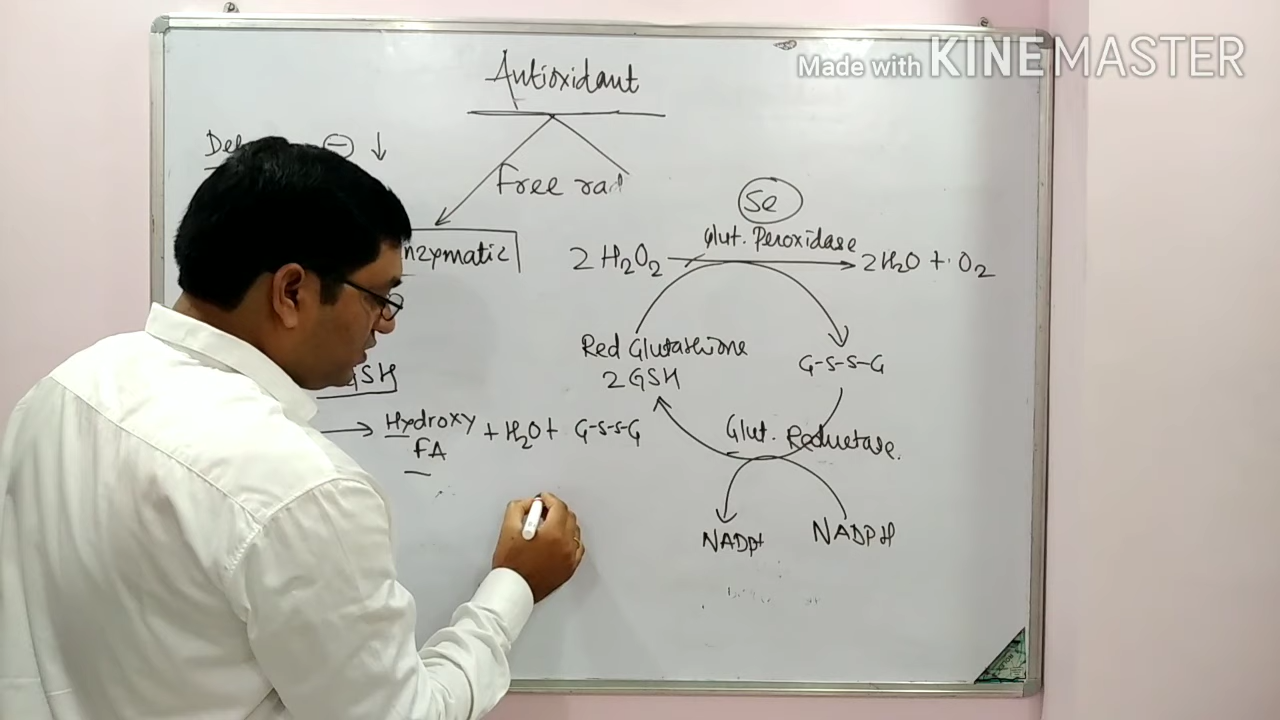 Made with KINEMASTER
Antioxidant
⊖ ↓
Free rad
Se
nzymatic
Glut. Peroxidase
2 H₂O₂ → 2H₂O + O₂
Red Glutathione
2 GSH
G-S-S-G
GSH
→ Hydroxy FA + H₂O + G-S-S-G
Glut. Reductase.
NADP+
NADPH